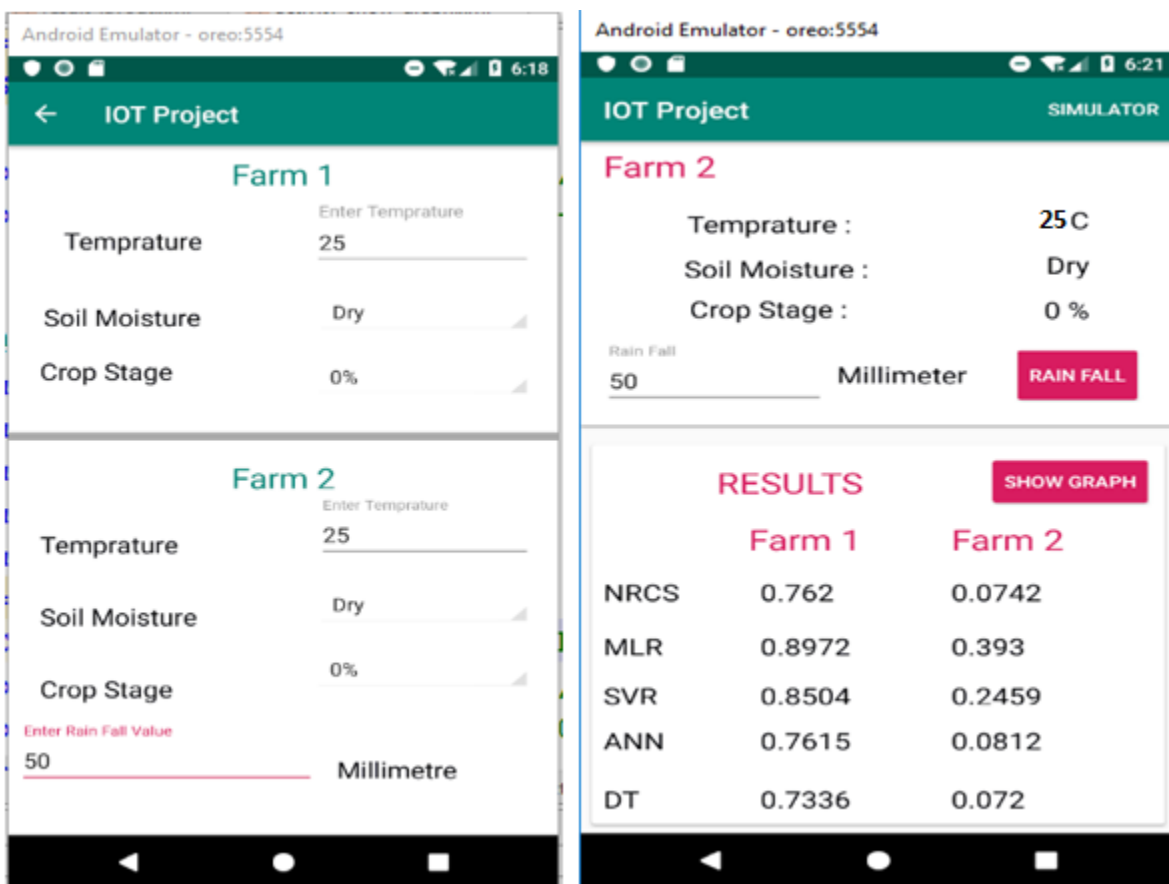 Android Emulator - oreo:5554
6:18
IOT Project
Farm 1
Enter Temprature
Temprature 25
Soil Moisture Dry
Crop Stage 0%
Farm 2
Enter Temprature
Temprature 25
Soil Moisture Dry
Crop Stage 0%
Enter Rain Fall Value
50 Millimetre
Android Emulator - oreo:5554
6:21
IOT Project SIMULATOR
Farm 2
Temprature : 25 C
Soil Moisture : Dry
Crop Stage : 0 %
Rain Fall
50 Millimeter RAIN FALL
RESULTS SHOW GRAPH
Farm 1 Farm 2
NRCS 0.762 0.0742
MLR 0.8972 0.393
SVR 0.8504 0.2459
ANN 0.7615 0.0812
DT 0.7336 0.072